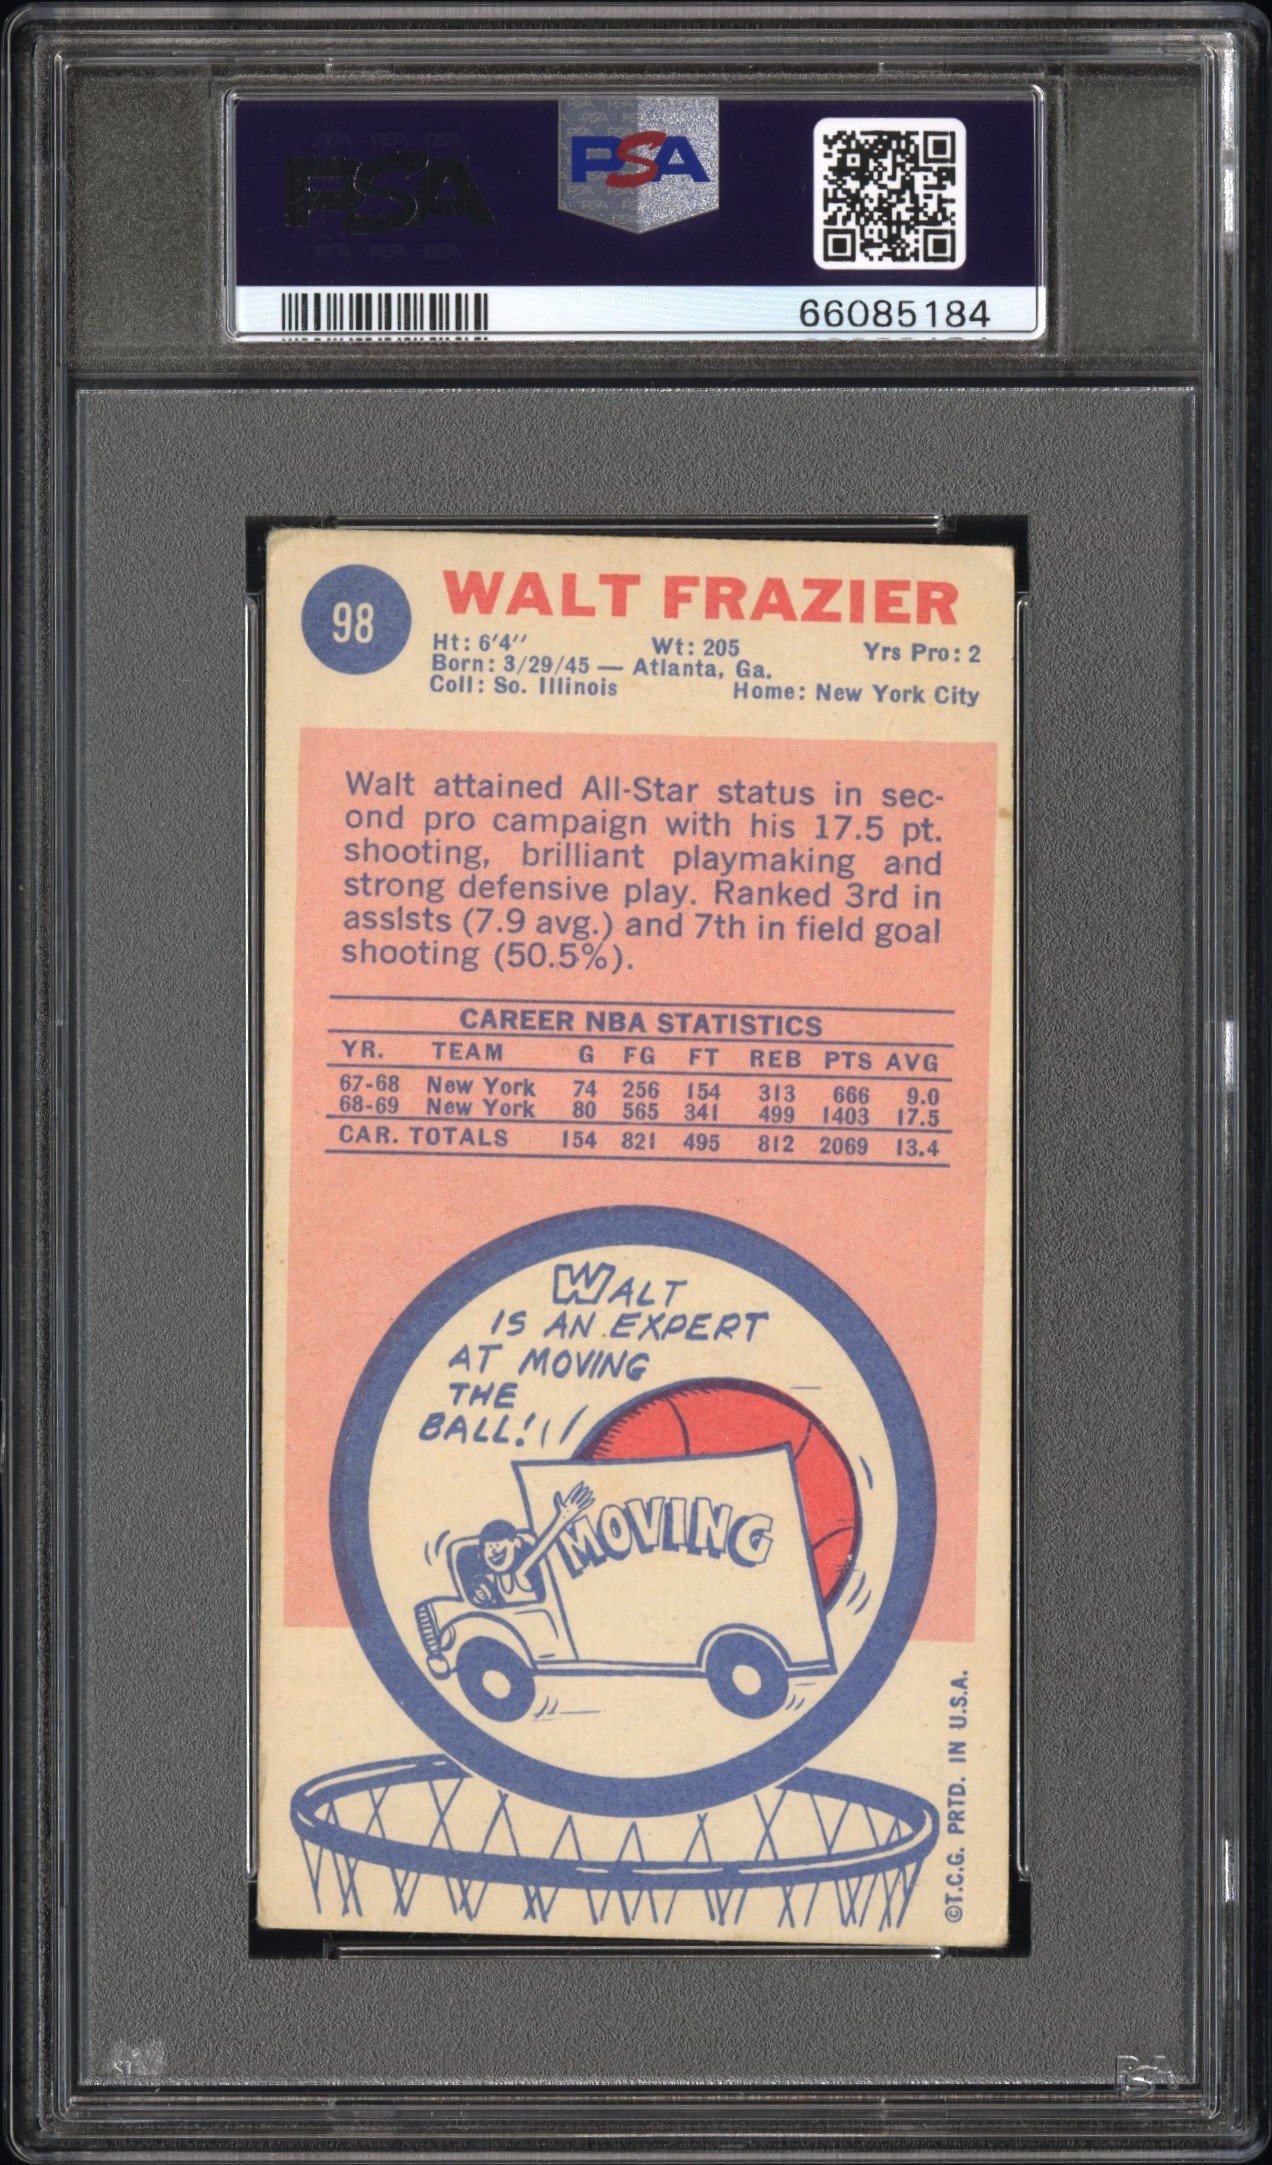 PSA
PSA
66085184
98
WALT FRAZIER
Ht: 6'4" Wt: 205 Yrs Pro: 2
Born: 3/29/45 — Atlanta, Ga.
Coll: So. Illinois Home: New York City
Walt attained All-Star status in sec-
ond pro campaign with his 17.5 pt.
shooting, brilliant playmaking and
strong defensive play. Ranked 3rd in
assists (7.9 avg.) and 7th in field goal
shooting (50.5%).
CAREER NBA STATISTICS
YR. TEAM G FG FT REB PTS AVG
67-68 New York 74 256 154 313 666 9.0
68-69 New York 80 565 341 499 1403 17.5
CAR. TOTALS 154 821 495 812 2069 13.4
WALT
IS AN EXPERT
AT MOVING
THE
BALL!
MOVING
©T.C.G. PRTD. IN U.S.A.
PSA